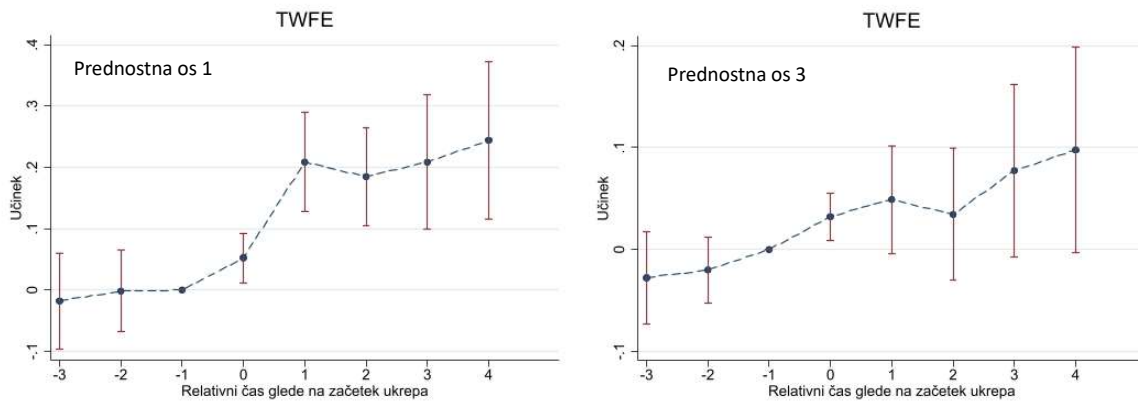 TWFE
Prednostna os 1
Učinek
.4
.3
.2
.1
0
-.1
-3 -2 -1 0 1 2 3 4
Relativni čas glede na začetek ukrepa
TWFE
Prednostna os 3
Učinek
.2
.1
0
-.1
-3 -2 -1 0 1 2 3 4
Relativni čas glede na začetek ukrepa